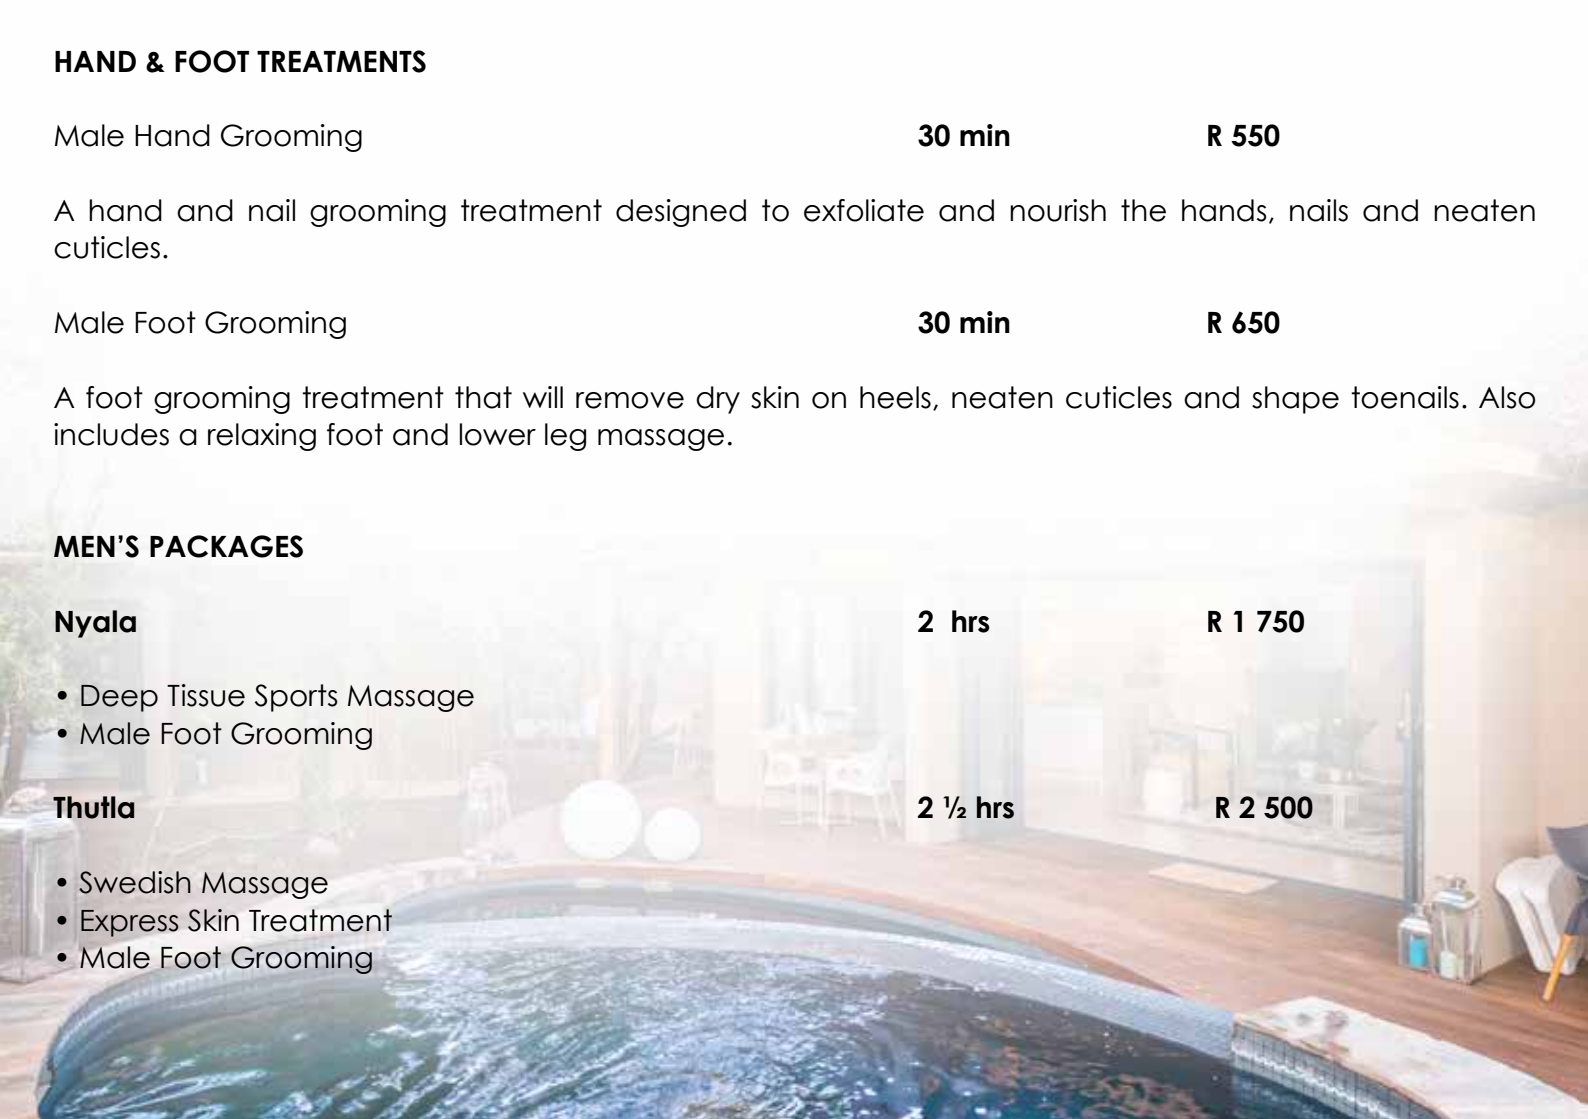 HAND & FOOT TREATMENTS
Male Hand Grooming 30 min R 550
A hand and nail grooming treatment designed to exfoliate and nourish the hands, nails and neaten
cuticles.
Male Foot Grooming 30 min R 650
A foot grooming treatment that will remove dry skin on heels, neaten cuticles and shape toenails. Also
includes a relaxing foot and lower leg massage.
MEN’S PACKAGES
Nyala 2 hrs R 1 750
• Deep Tissue Sports Massage
• Male Foot Grooming
Thutla 2 ½ hrs R 2 500
• Swedish Massage
• Express Skin Treatment
• Male Foot Grooming